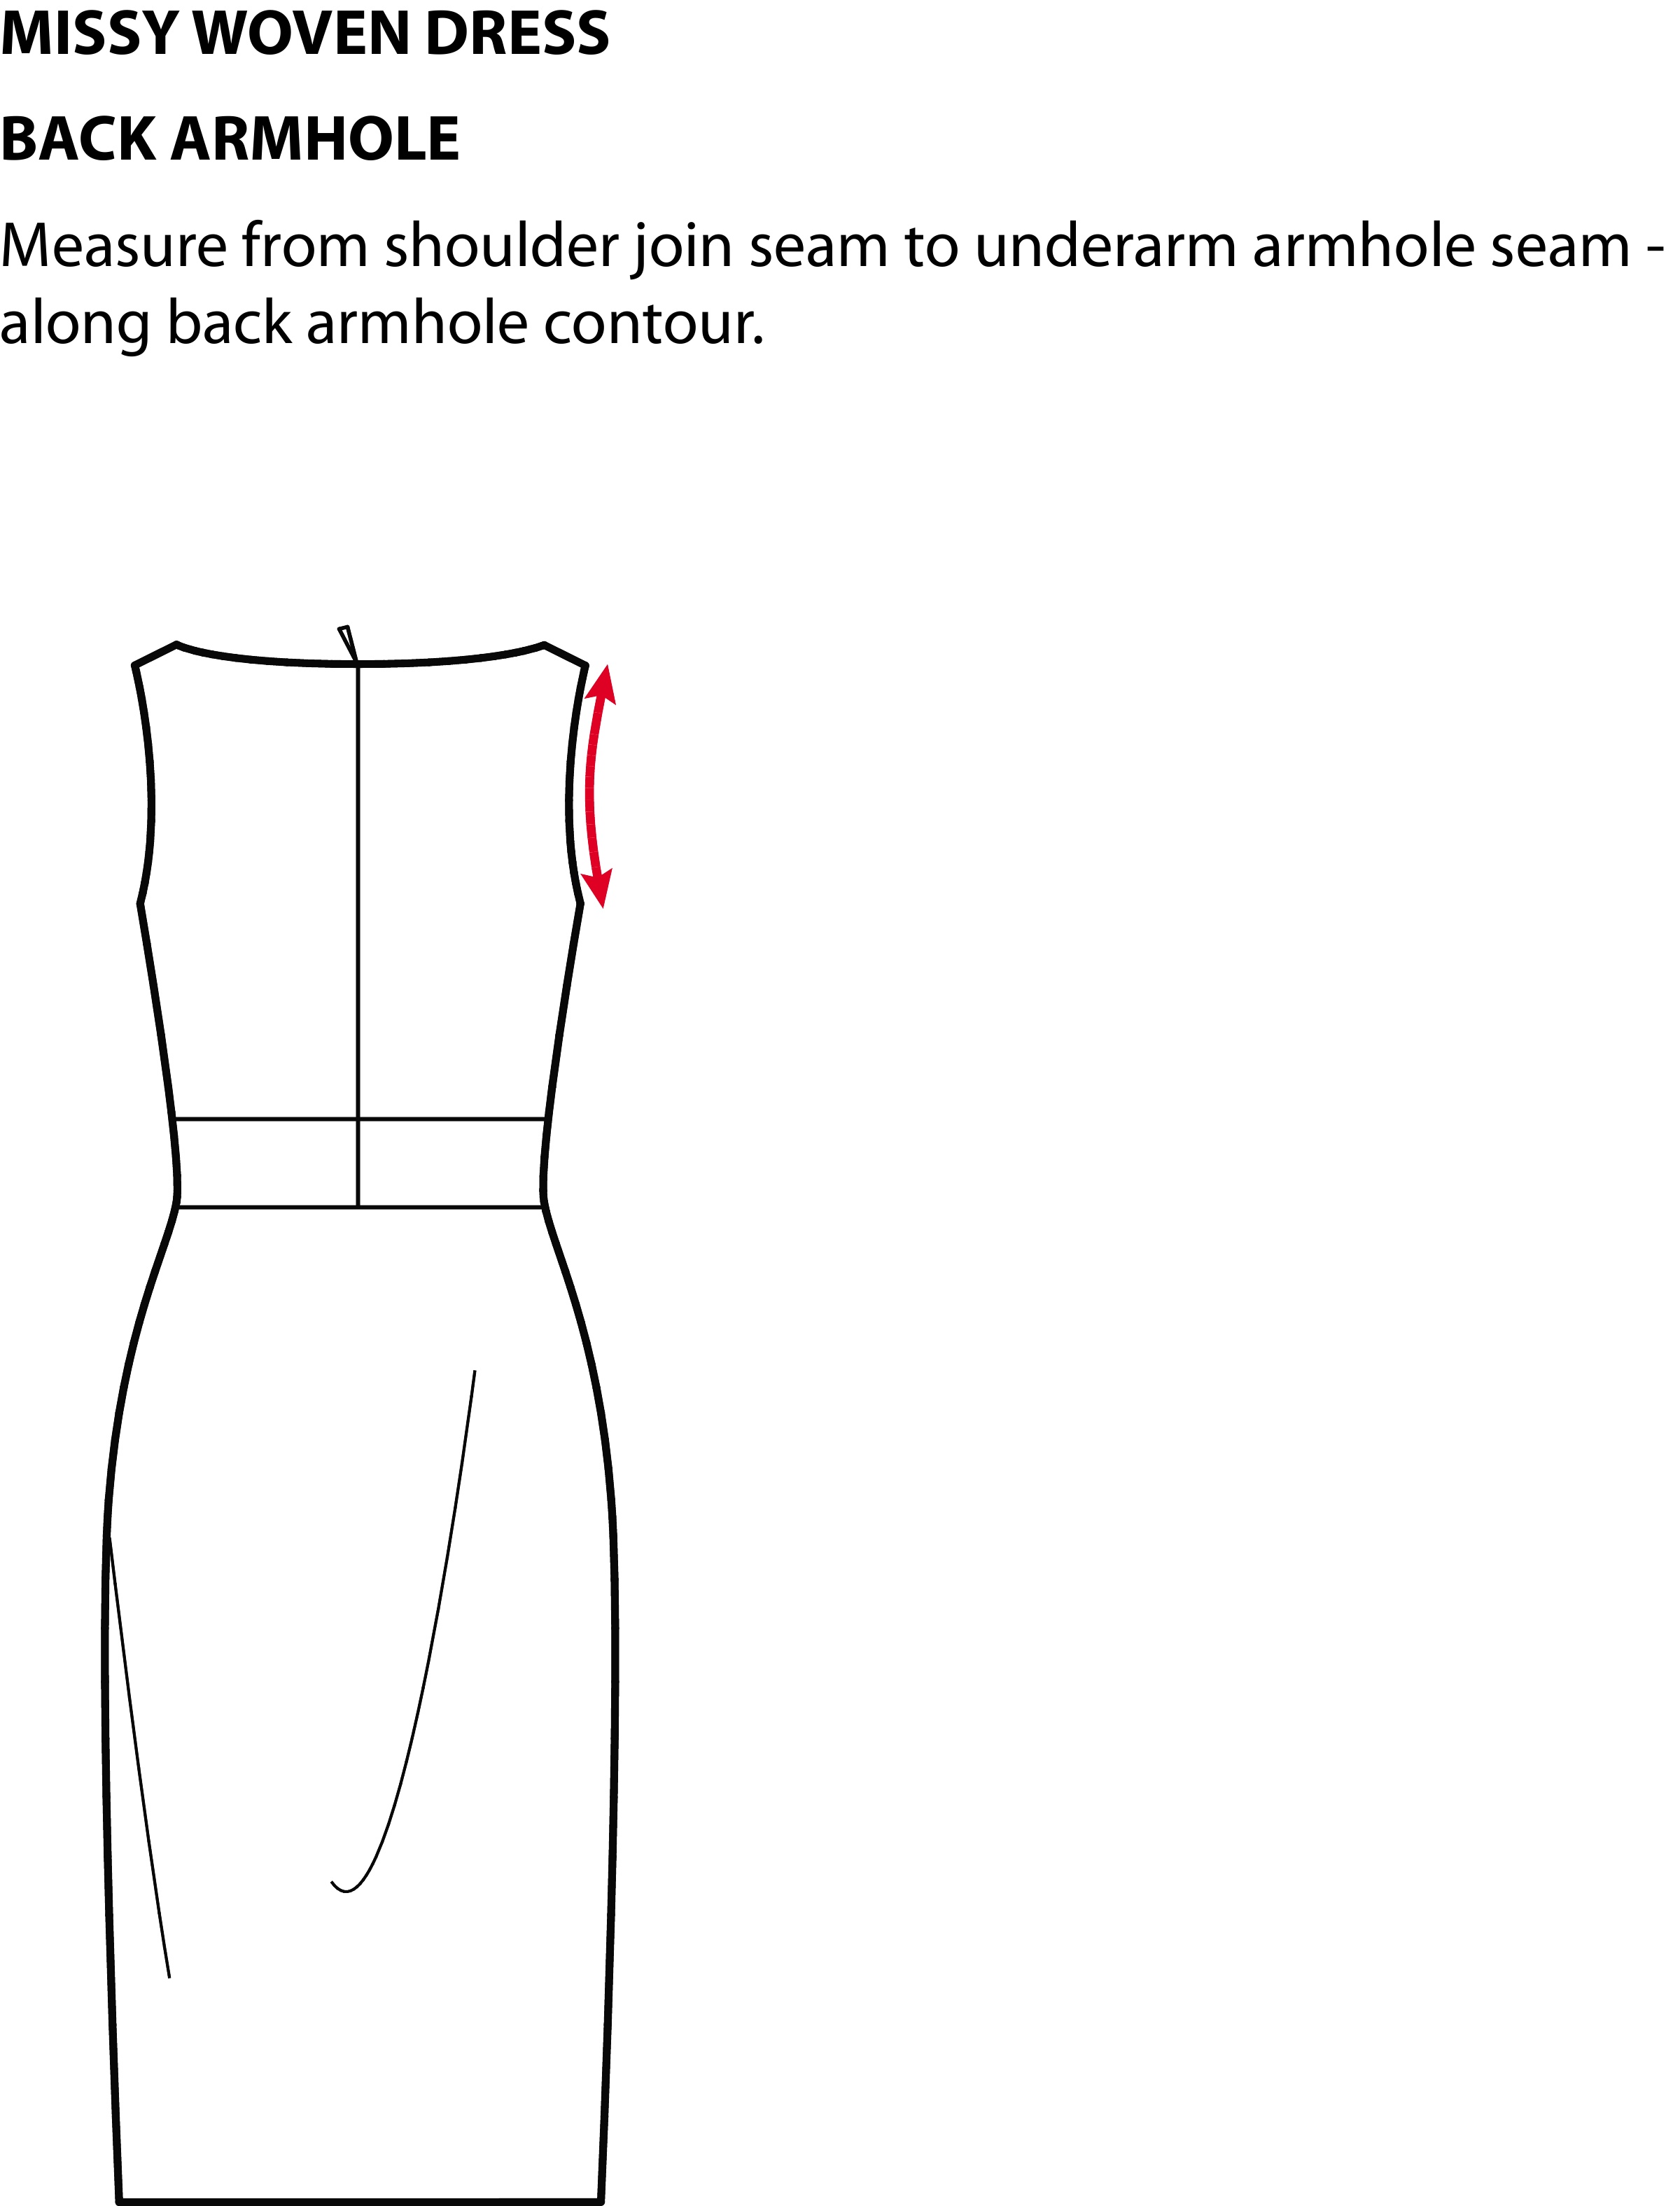 MISSY WOVEN DRESS
BACK ARMHOLE
Measure from shoulder join seam to underarm armhole seam -
along back armhole contour.